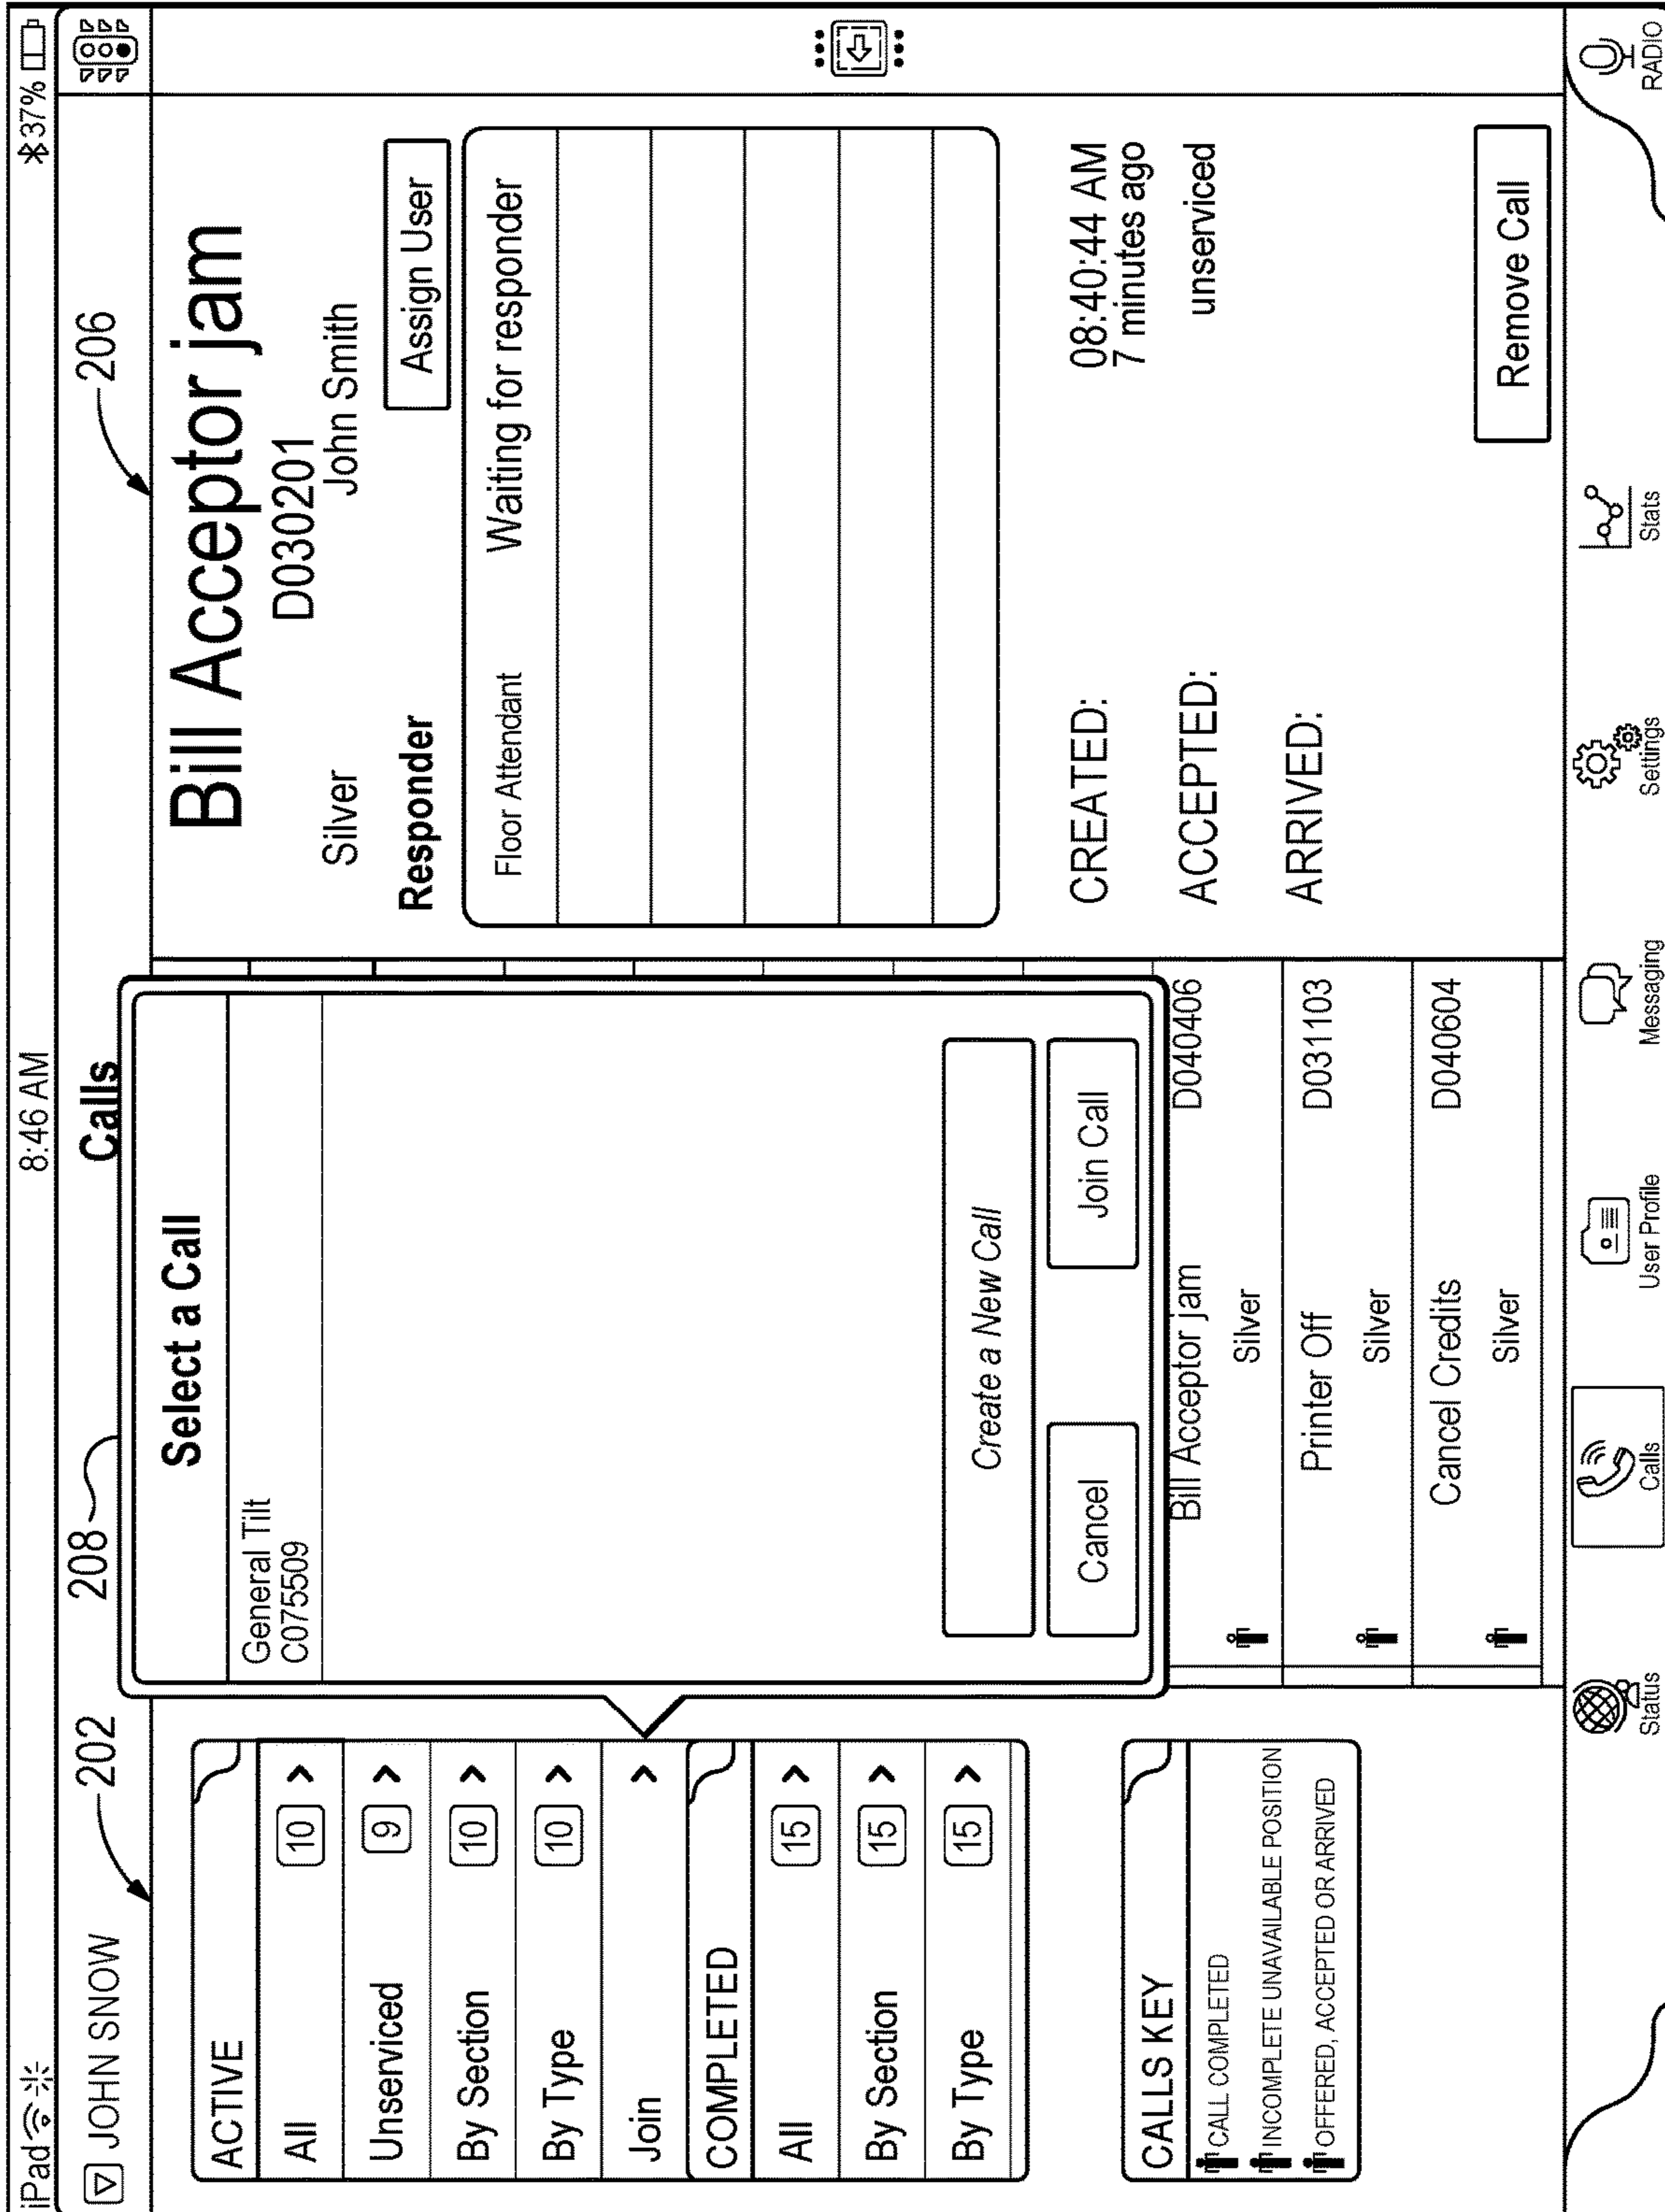 iPad 8:46 AM 37%
JOHN SNOW
Calls
202
208
206
ACTIVE
All 10 >
Unserviced 9 >
By Section 10 >
By Type 10 >
Join >
COMPLETED
All 15 >
By Section 15 >
By Type 15 >
CALLS KEY
CALL COMPLETED
INCOMPLETE UNAVAILABLE POSITION
OFFERED, ACCEPTED OR ARRIVED
Select a Call
General Tilt
C075509
Create a New Call
Cancel Join Call
Bill Acceptor jam D040406
Silver
Printer Off D031103
Silver
Cancel Credits D040604
Silver
Bill Acceptor jam
D030201
Silver John Smith
Responder Assign User
Floor Attendant Waiting for responder
CREATED: 08:40:44 AM
7 minutes ago
ACCEPTED: unserviced
ARRIVED:
Remove Call
Status Calls User Profile Messaging Settings Stats RADIO